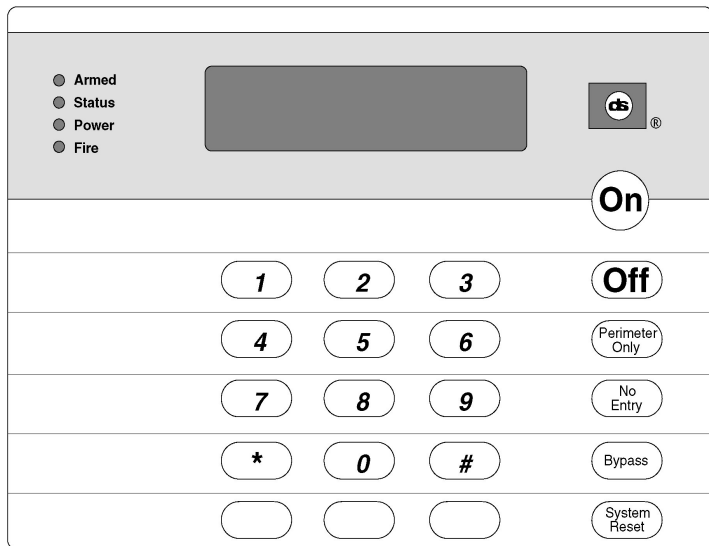 Armed
Status
Power
Fire
ds
®
On
1 2 3 Off
4 5 6 Perimeter
Only
7 8 9 No
Entry
* 0 # Bypass
System
Reset